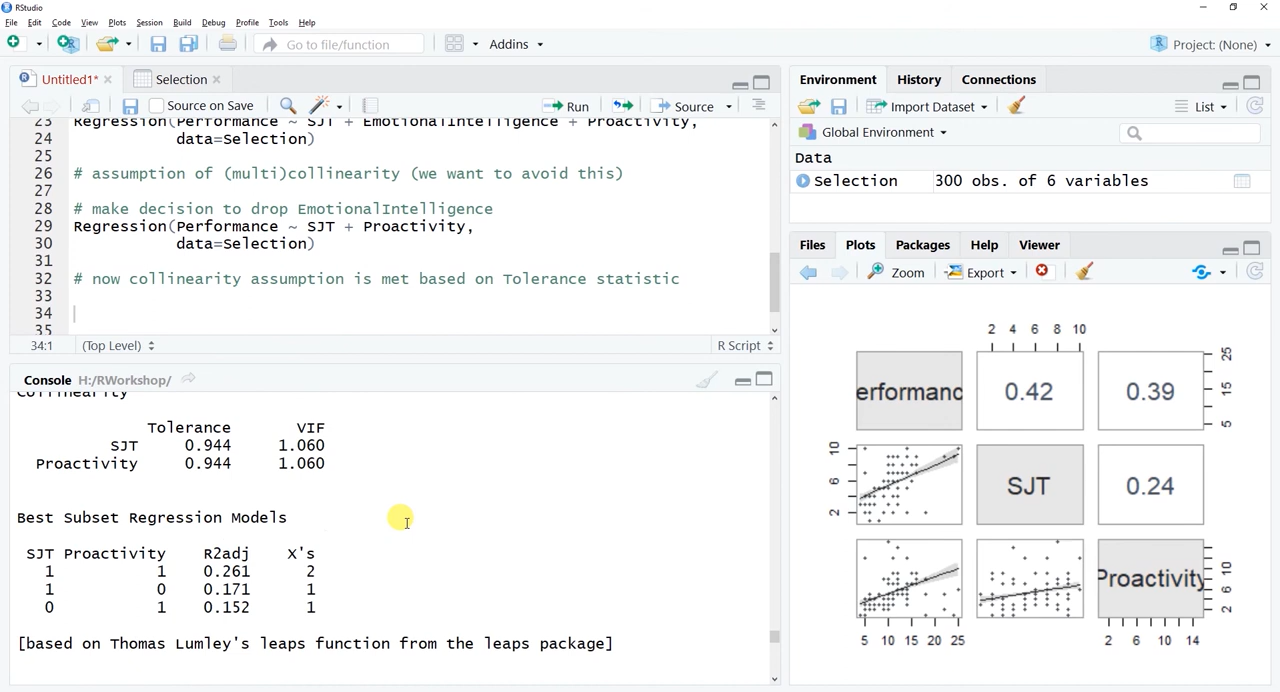 RStudio
File Edit Code View Plots Session Build Debug Profile Tools Help
Go to file/function Addins Project: (None)
Untitled1* Selection
Source on Save Run Source
23 Regression(Performance ~ SJT + EmotionalIntelligence + Proactivity,
24 data=Selection)
25
26 # assumption of (multi)collinearity (we want to avoid this)
27
28 # make decision to drop EmotionalIntelligence
29 Regression(Performance ~ SJT + Proactivity,
30 data=Selection)
31
32 # now collinearity assumption is met based on Tolerance statistic
33
34
35
34:1 (Top Level) R Script
Console H:/RWorkshop/
Collinearity
Tolerance VIF
SJT 0.944 1.060
Proactivity 0.944 1.060
Best Subset Regression Models
SJT Proactivity R2adj X's
1 1 0.261 2
1 0 0.171 1
0 1 0.152 1
[based on Thomas Lumley's leaps function from the leaps package]
Environment History Connections
Import Dataset List
Global Environment
Data
Selection 300 obs. of 6 variables
Files Plots Packages Help Viewer
Zoom Export
2 4 6 8 10
erformanc 0.42 0.39
5 15 25
2 6 10
SJT 0.24
Proactivity
2 6 10
5 10 15 20 25
2 6 10 14